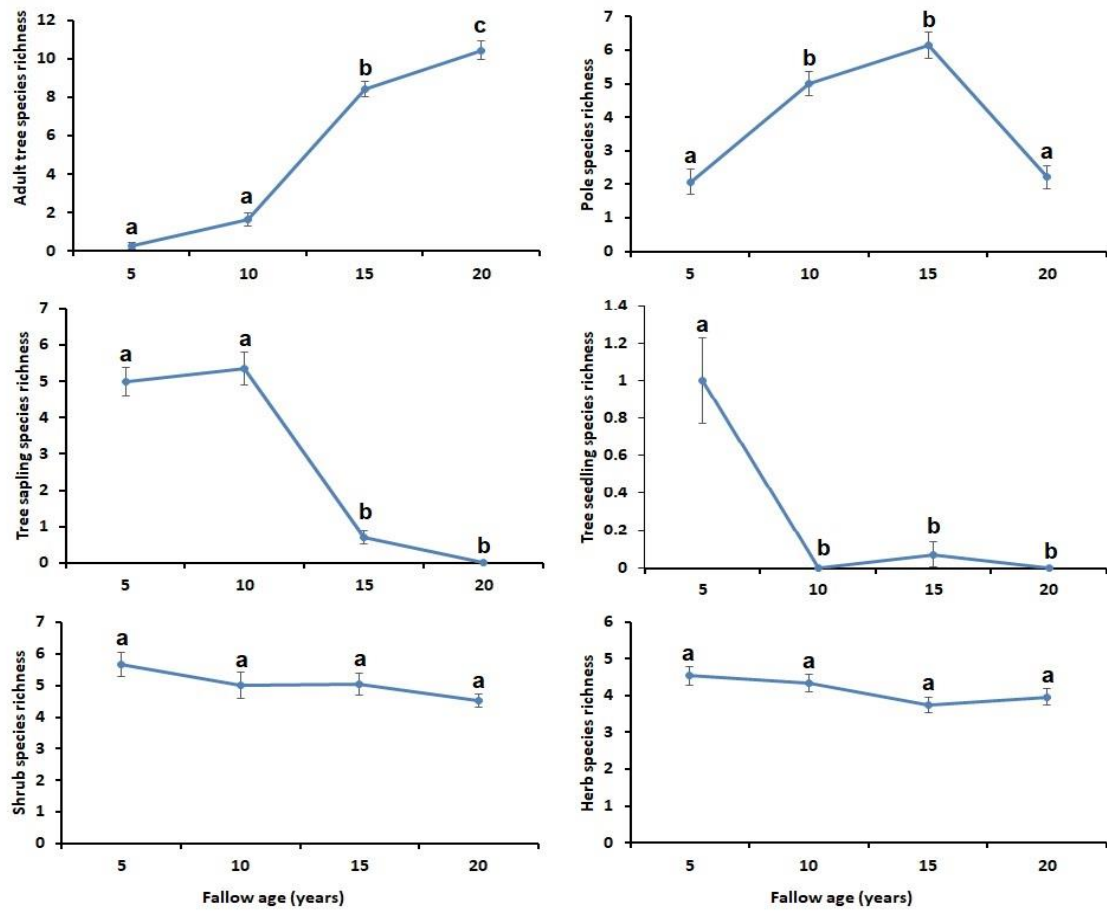 Adult tree species richness
12
10
8
6
4
2
0
a
a
b
c
5 10 15 20
Pole species richness
7
6
5
4
3
2
1
0
a
b
b
a
5 10 15 20
Tree sapling species richness
7
6
5
4
3
2
1
0
a
a
b
b
5 10 15 20
Tree seedling species richness
1.4
1.2
1
0.8
0.6
0.4
0.2
0
a
b
b
b
5 10 15 20
Shrub species richness
7
6
5
4
3
2
1
0
a
a
a
a
5 10 15 20
Fallow age (years)
Herb species richness
6
5
4
3
2
1
0
a
a
a
a
5 10 15 20
Fallow age (years)